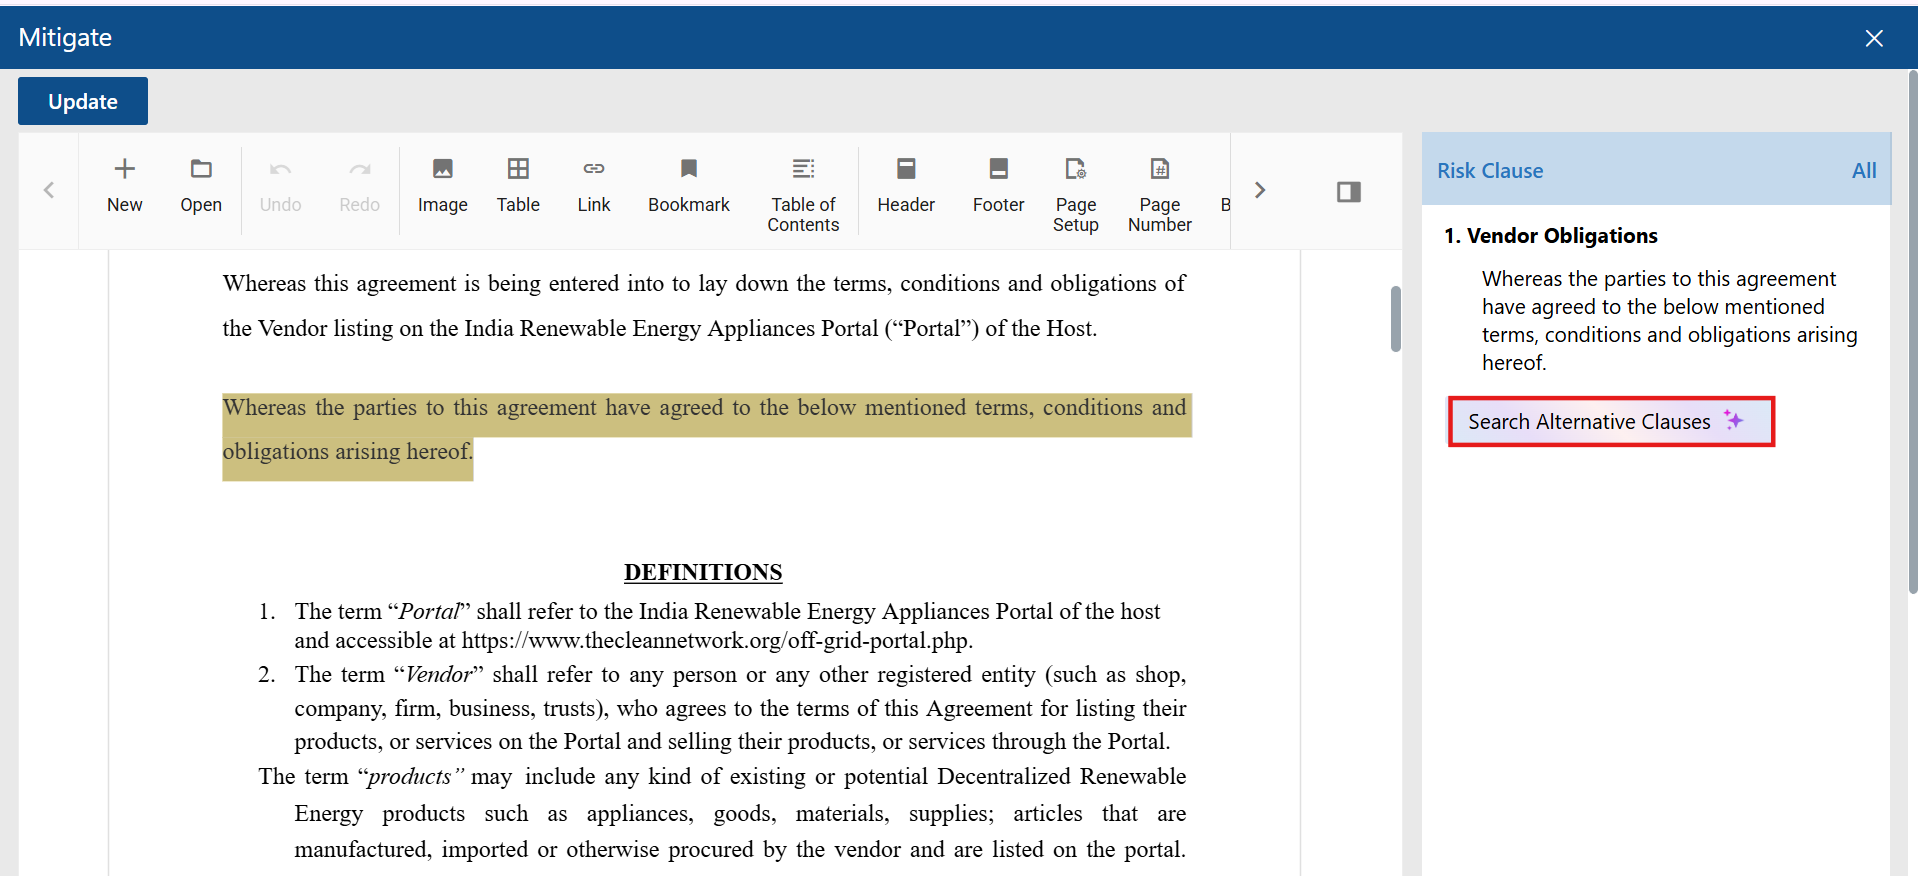 Mitigate
Update
New
Open
Undo
Redo
Image
Table
Link
Bookmark
Table of
Contents
Header
Footer
Page
Setup
Page
Number
B
Whereas this agreement is being entered into to lay down the terms, conditions and obligations of
the Vendor listing on the India Renewable Energy Appliances Portal (“Portal”) of the Host.
Whereas the parties to this agreement have agreed to the below mentioned terms, conditions and
obligations arising hereof.
DEFINITIONS
1. The term “Portal” shall refer to the India Renewable Energy Appliances Portal of the host
and accessible at https://www.thecleannetwork.org/off-grid-portal.php.
2. The term “Vendor” shall refer to any person or any other registered entity (such as shop,
company, firm, business, trusts), who agrees to the terms of this Agreement for listing their
products, or services on the Portal and selling their products, or services through the Portal.
The term “products” may include any kind of existing or potential Decentralized Renewable
Energy products such as appliances, goods, materials, supplies; articles that are
manufactured, imported or otherwise procured by the vendor and are listed on the portal.
Risk Clause
All
1. Vendor Obligations
Whereas the parties to this agreement
have agreed to the below mentioned
terms, conditions and obligations arising
hereof.
Search Alternative Clauses